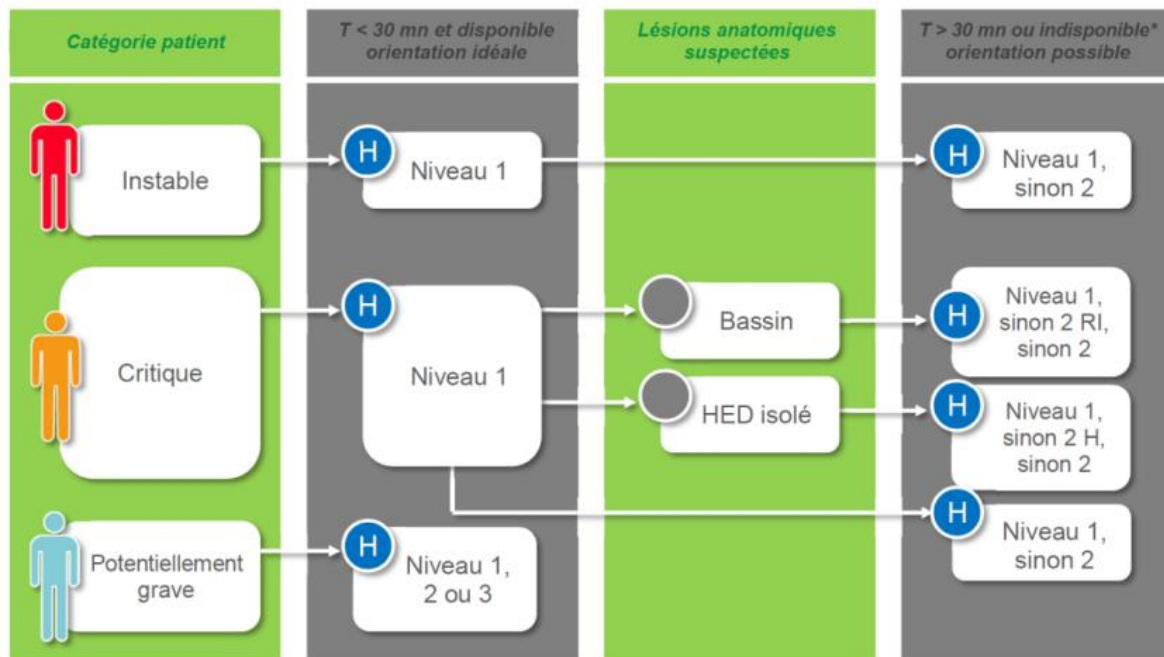 Catégorie patient
T < 30 mn et disponible
orientation idéale
Lésions anatomiques
suspectées
T > 30 mn ou indisponible*
orientation possible
Instable
H
Niveau 1
H
Niveau 1,
sinon 2
Critique
H
Niveau 1
Bassin
H
Niveau 1,
sinon 2 RI,
sinon 2
HED isolé
H
Niveau 1,
sinon 2 H,
sinon 2
H
Niveau 1,
sinon 2
Potentiellement
grave
H
Niveau 1,
2 ou 3